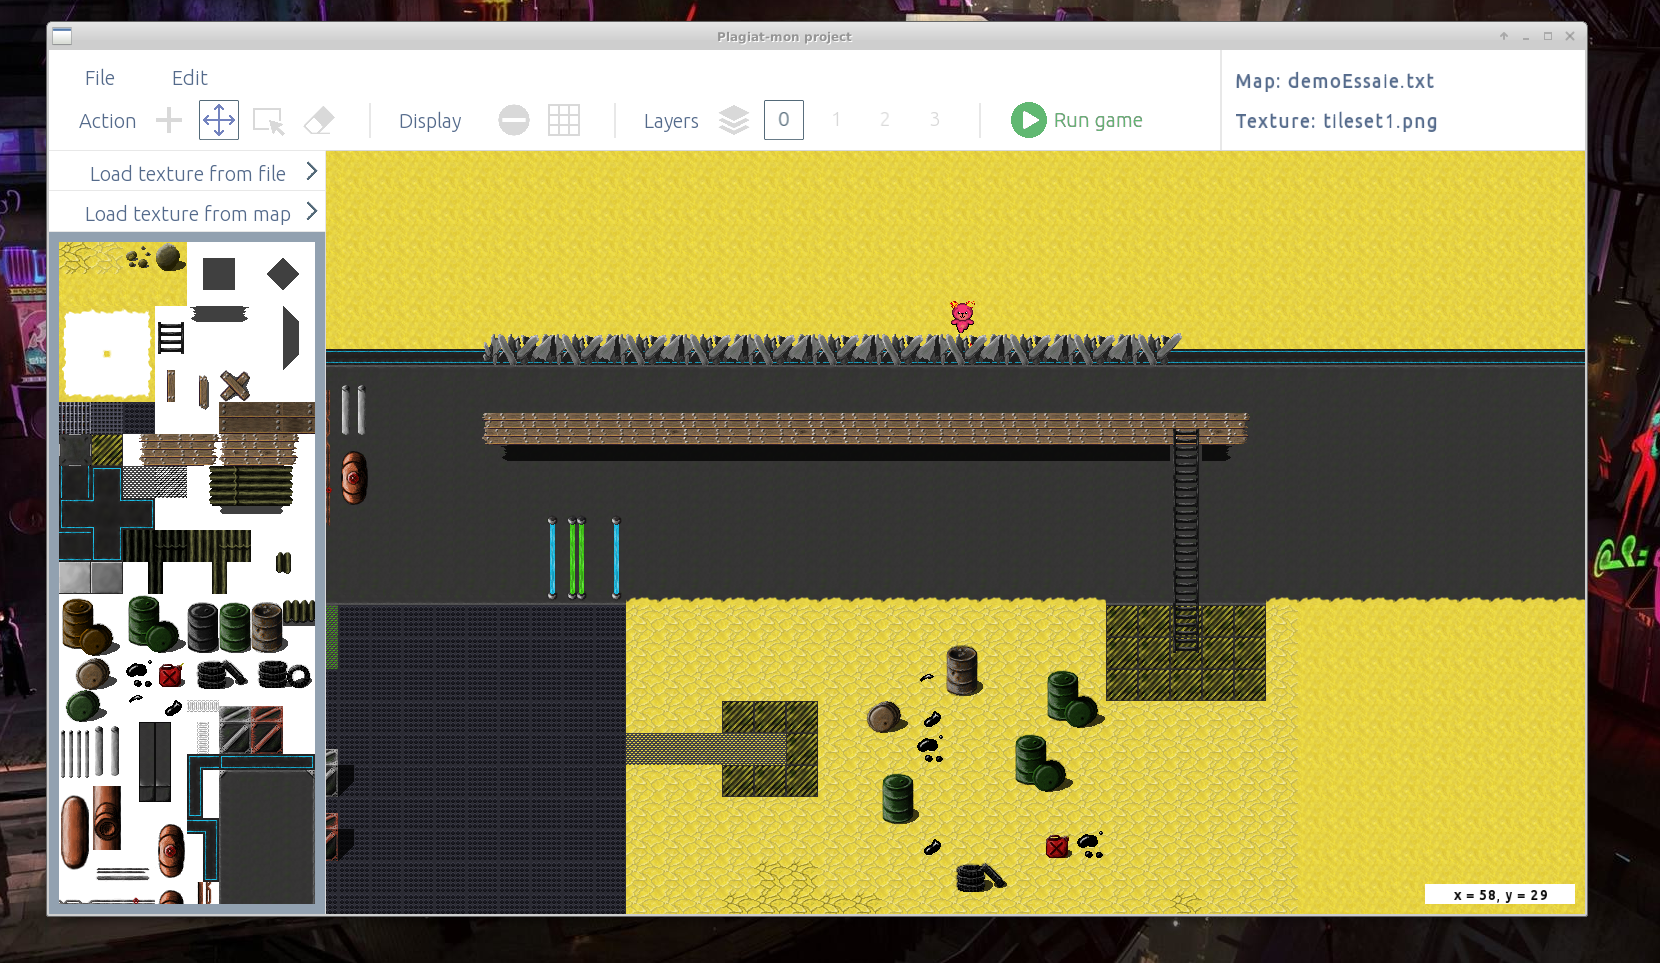 Plagiat-mon project
File Edit
Map: demoEssaie.txt
Action Display Layers 0 1 2 3 Run game
Texture: tileset1.png
Load texture from file
Load texture from map
x = 58, y = 29